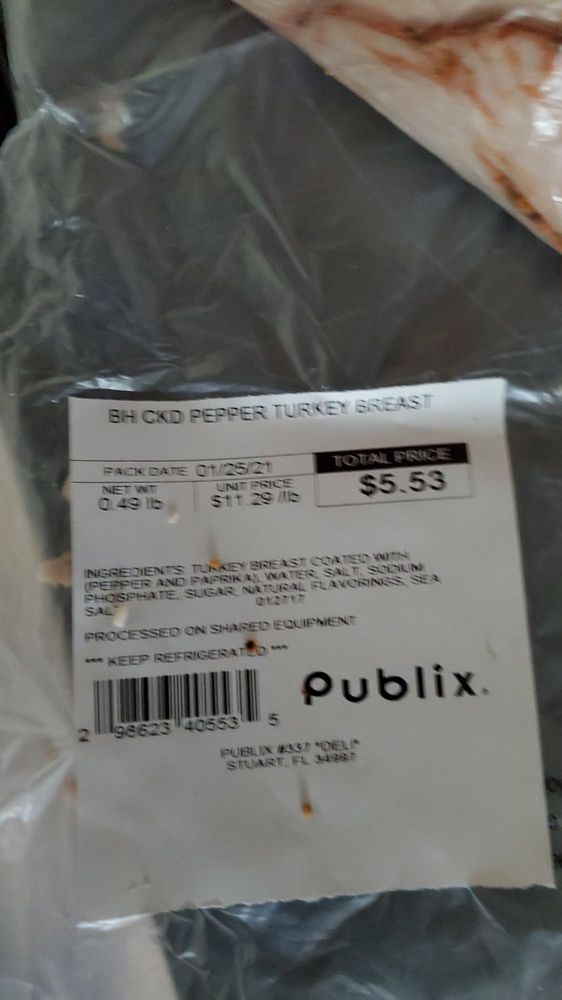 BH CKD PEPPER TURKEY BREAST
PACK DATE 01/25/21
TOTAL PRICE
NET WT
UNIT PRICE
0.49 lb
$11.29 /lb
$5.53
INGREDIENTS: TURKEY BREAST COATED WITH
(PEPPER AND PAPRIKA), WATER, SALT, SODIUM
PHOSPHATE, SUGAR, NATURAL FLAVORINGS, SEA
SALT
012717
PROCESSED ON SHARED EQUIPMENT
*** KEEP REFRIGERATED ***
Publix.
2 98623 40553 5
PUBLIX #337 "DELI"
STUART, FL 34997